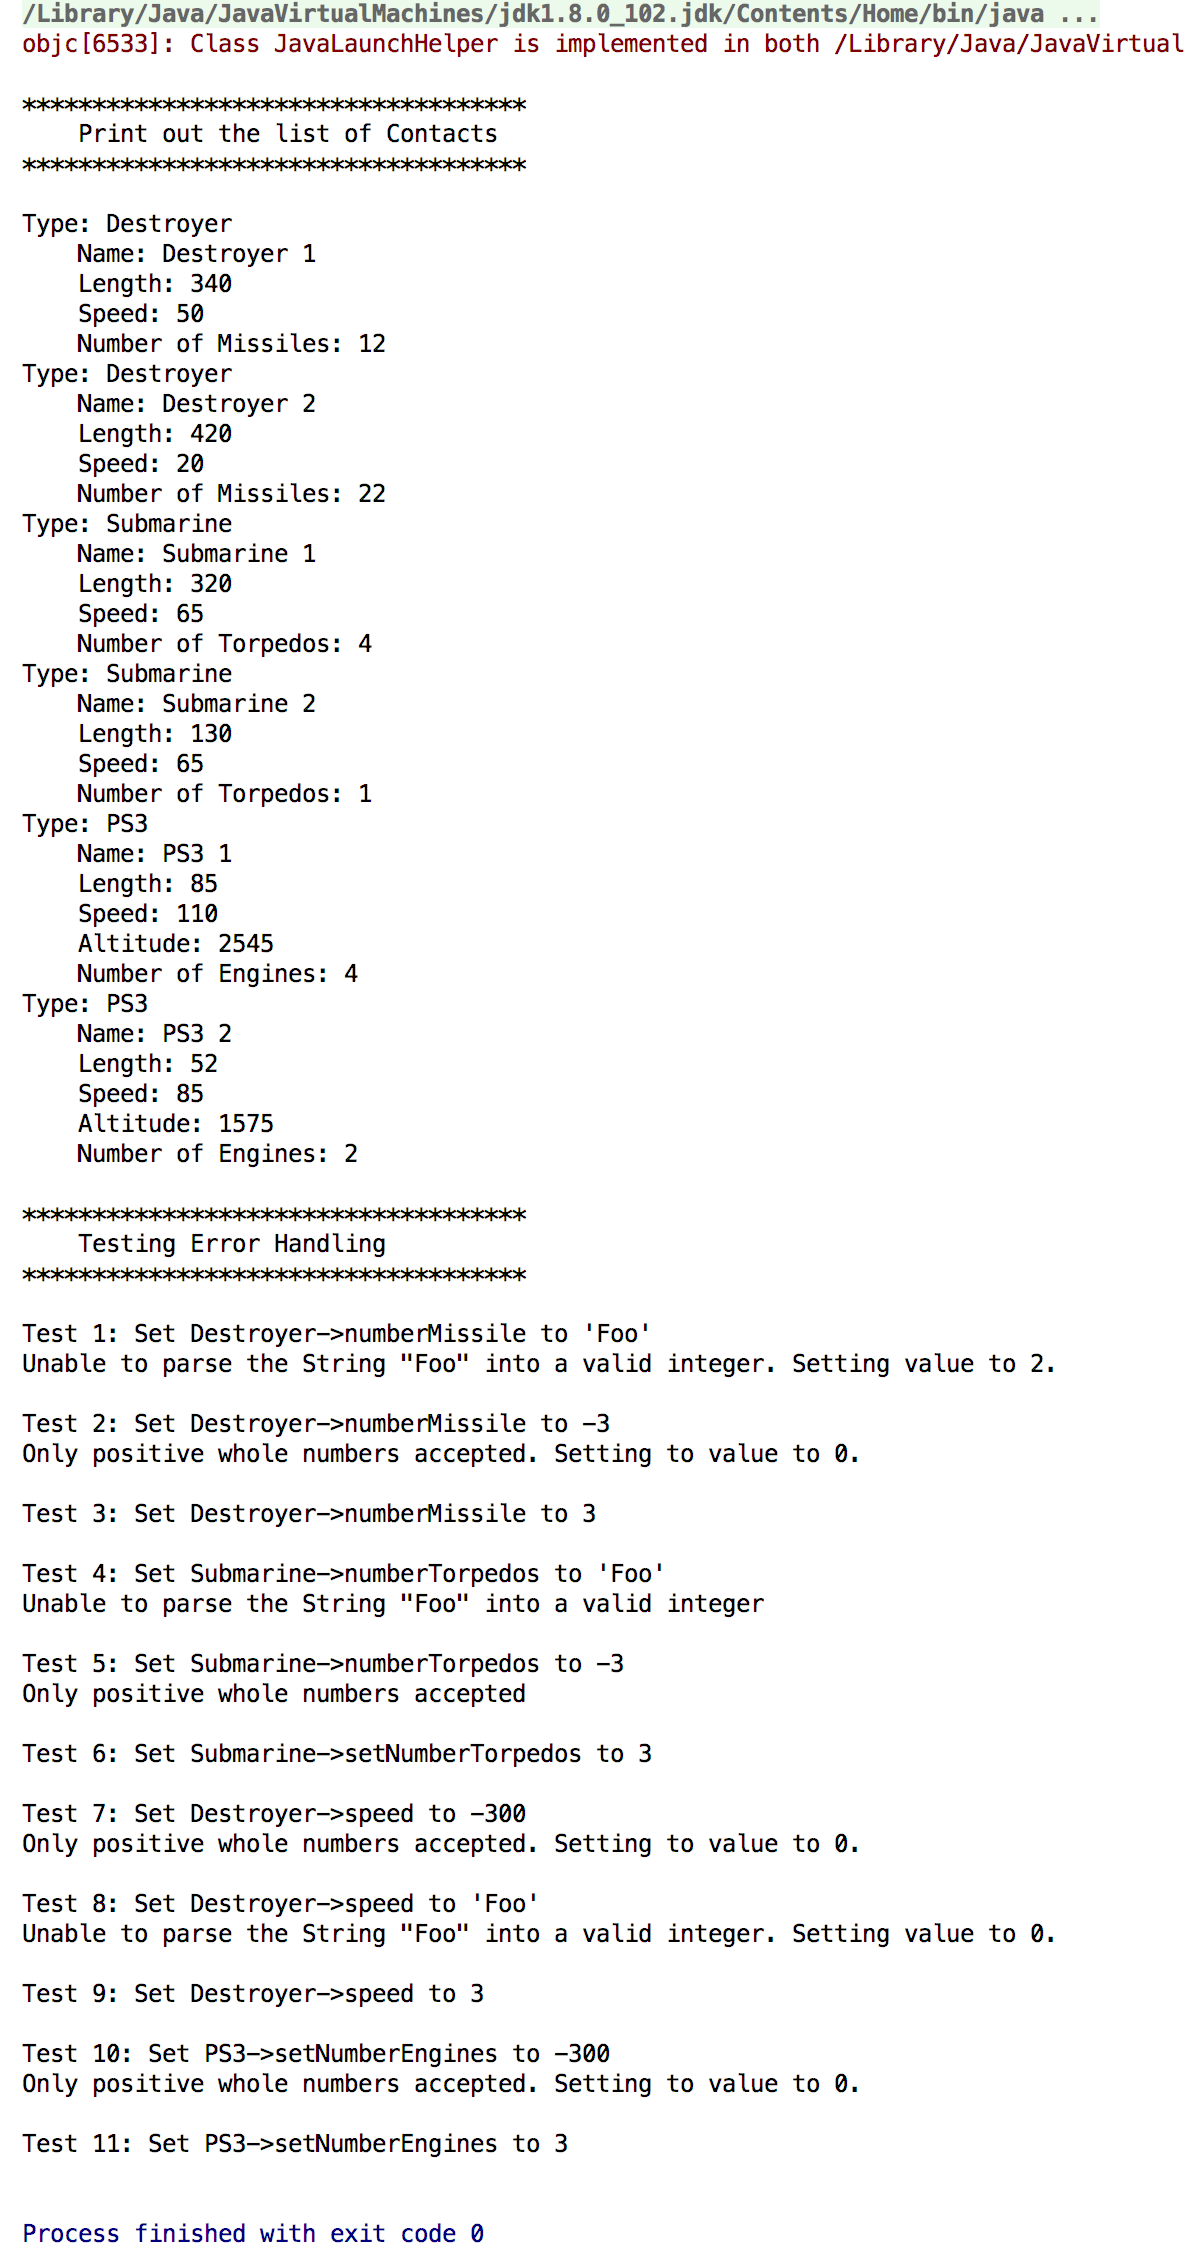 /Library/Java/JavaVirtualMachines/jdk1.8.0_102.jdk/Contents/Home/bin/java ...
objc[6533]: Class JavaLaunchHelper is implemented in both /Library/Java/JavaVirtual
************************************
    Print out the list of Contacts
************************************
Type: Destroyer
    Name: Destroyer 1
    Length: 340
    Speed: 50
    Number of Missiles: 12
Type: Destroyer
    Name: Destroyer 2
    Length: 420
    Speed: 20
    Number of Missiles: 22
Type: Submarine
    Name: Submarine 1
    Length: 320
    Speed: 65
    Number of Torpedos: 4
Type: Submarine
    Name: Submarine 2
    Length: 130
    Speed: 65
    Number of Torpedos: 1
Type: PS3
    Name: PS3 1
    Length: 85
    Speed: 110
    Altitude: 2545
    Number of Engines: 4
Type: PS3
    Name: PS3 2
    Length: 52
    Speed: 85
    Altitude: 1575
    Number of Engines: 2
************************************
    Testing Error Handling
************************************
Test 1: Set Destroyer->numberMissile to 'Foo'
Unable to parse the String "Foo" into a valid integer. Setting value to 2.
Test 2: Set Destroyer->numberMissile to -3
Only positive whole numbers accepted. Setting to value to 0.
Test 3: Set Destroyer->numberMissile to 3
Test 4: Set Submarine->numberTorpedos to 'Foo'
Unable to parse the String "Foo" into a valid integer
Test 5: Set Submarine->numberTorpedos to -3
Only positive whole numbers accepted
Test 6: Set Submarine->setNumberTorpedos to 3
Test 7: Set Destroyer->speed to -300
Only positive whole numbers accepted. Setting to value to 0.
Test 8: Set Destroyer->speed to 'Foo'
Unable to parse the String "Foo" into a valid integer. Setting value to 0.
Test 9: Set Destroyer->speed to 3
Test 10: Set PS3->setNumberEngines to -300
Only positive whole numbers accepted. Setting to value to 0.
Test 11: Set PS3->setNumberEngines to 3
Process finished with exit code 0